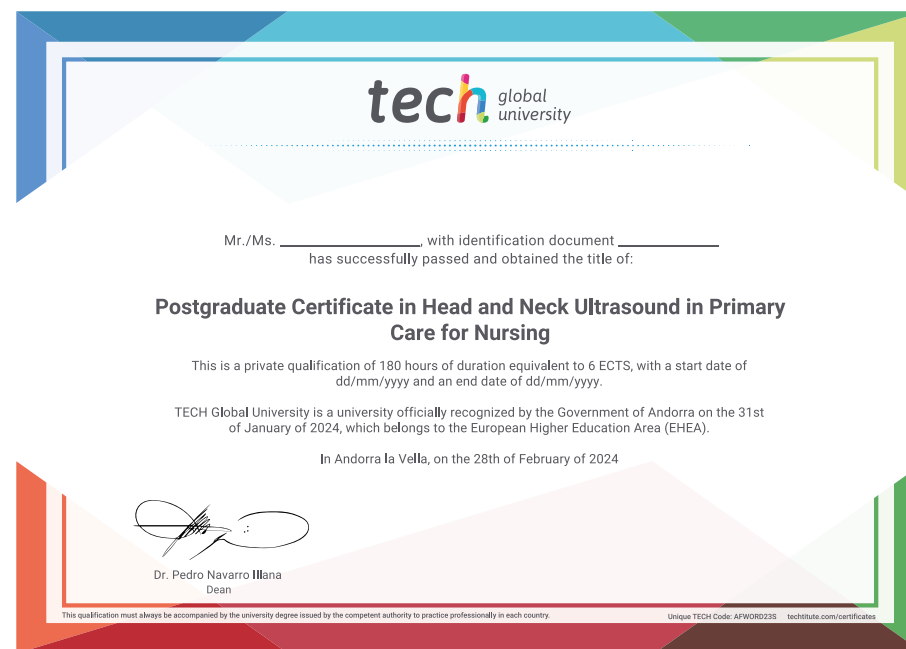 tech global
university
Mr./Ms. ____________, with identification document ____________
has successfully passed and obtained the title of:
Postgraduate Certificate in Head and Neck Ultrasound in Primary
Care for Nursing
This is a private qualification of 180 hours of duration equivalent to 6 ECTS, with a start date of
dd/mm/yyyy and an end date of dd/mm/yyyy.
TECH Global University is a university officially recognized by the Government of Andorra on the 31st
of January of 2024, which belongs to the European Higher Education Area (EHEA).
In Andorra la Vella, on the 28th of February of 2024
Dr. Pedro Navarro Illana
Dean
This qualification must always be accompanied by the university degree issued by the competent authority to practice professionally in each country.
Unique TECH Code: AFWORD23S techtitute.com/certificates